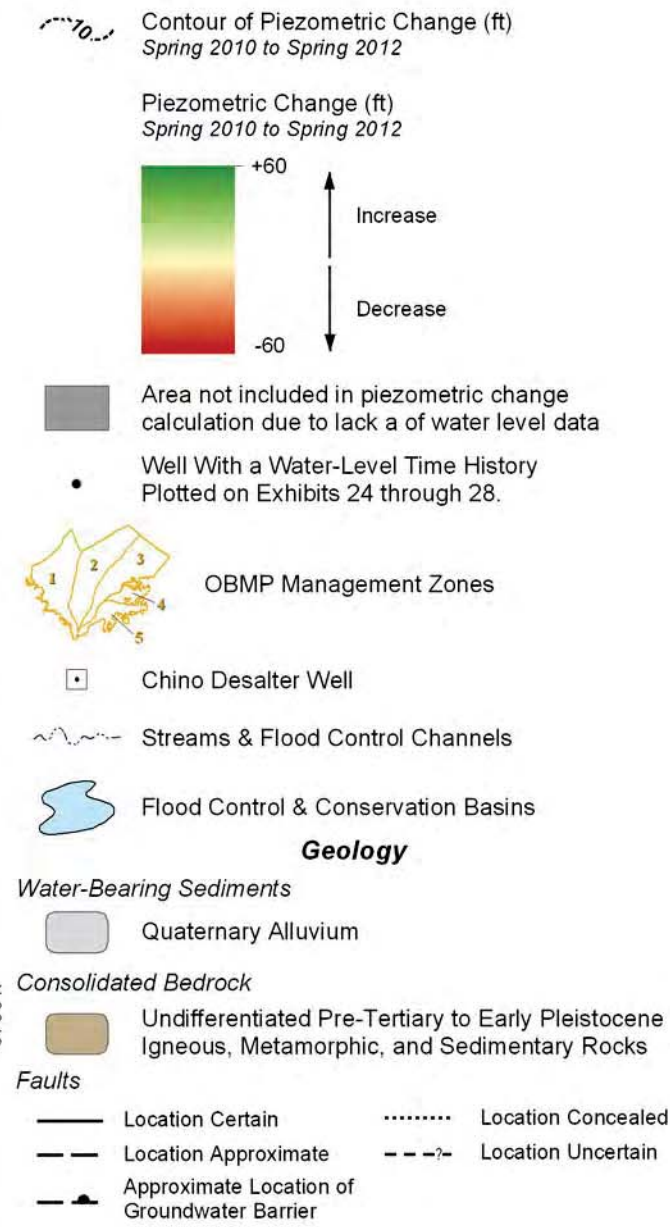 10
Contour of Piezometric Change (ft)
Spring 2010 to Spring 2012
Piezometric Change (ft)
Spring 2010 to Spring 2012
+60
Increase
Decrease
-60
Area not included in piezometric change
calculation due to lack a of water level data
Well With a Water-Level Time History
Plotted on Exhibits 24 through 28.
1
2
3
4
5
OBMP Management Zones
Chino Desalter Well
Streams & Flood Control Channels
Flood Control & Conservation Basins
Geology
Water-Bearing Sediments
Quaternary Alluvium
Consolidated Bedrock
Undifferentiated Pre-Tertiary to Early Pleistocene
Igneous, Metamorphic, and Sedimentary Rocks
Faults
Location Certain
Location Concealed
Location Approximate
?
Location Uncertain
Approximate Location of
Groundwater Barrier